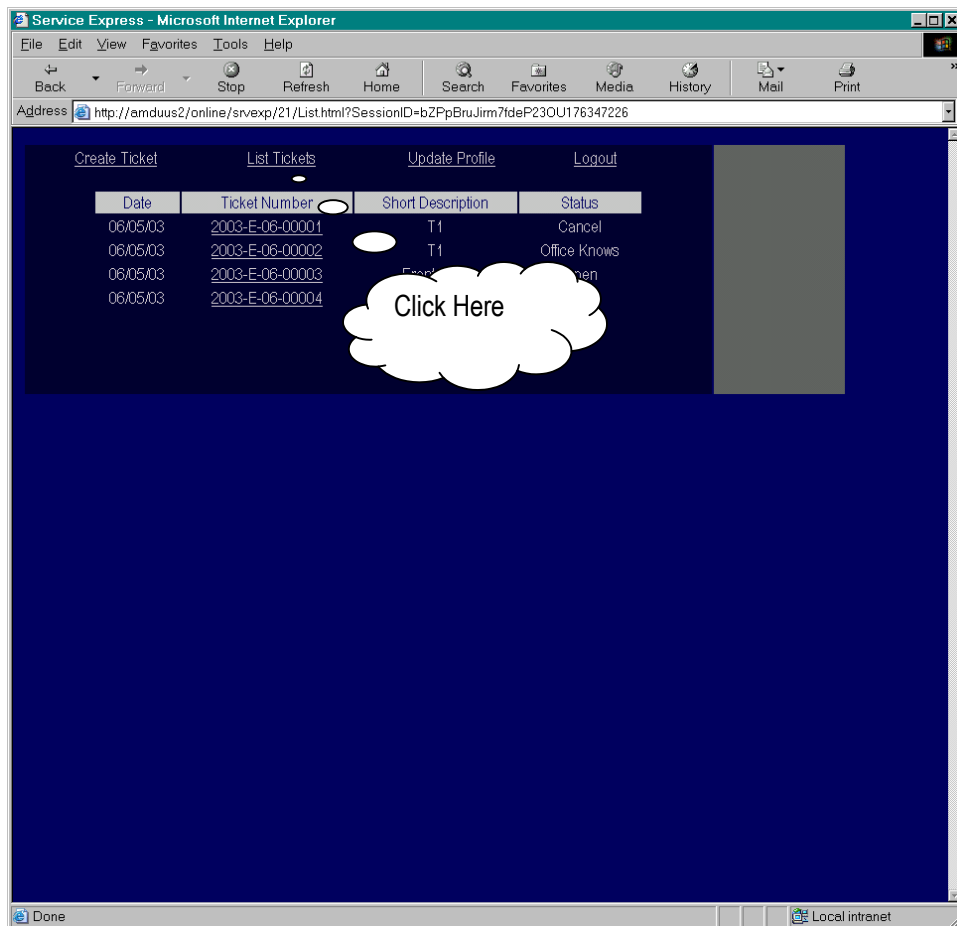 Service Express - Microsoft Internet Explorer
File Edit View Favorites Tools Help
Back Forward Stop Refresh Home Search Favorites Media History Mail Print
Address http://amduus2/online/srvexp/21/List.html?SessionID=bZPpBruJirm7fdeP23OU176347226
Create Ticket List Tickets Update Profile Logout
Date Ticket Number Short Description Status
06/05/03 2003-E-06-00001 T1 Cancel
06/05/03 2003-E-06-00002 T1 Office Knows
06/05/03 2003-E-06-00003
06/05/03 2003-E-06-00004
Click Here
Done Local intranet